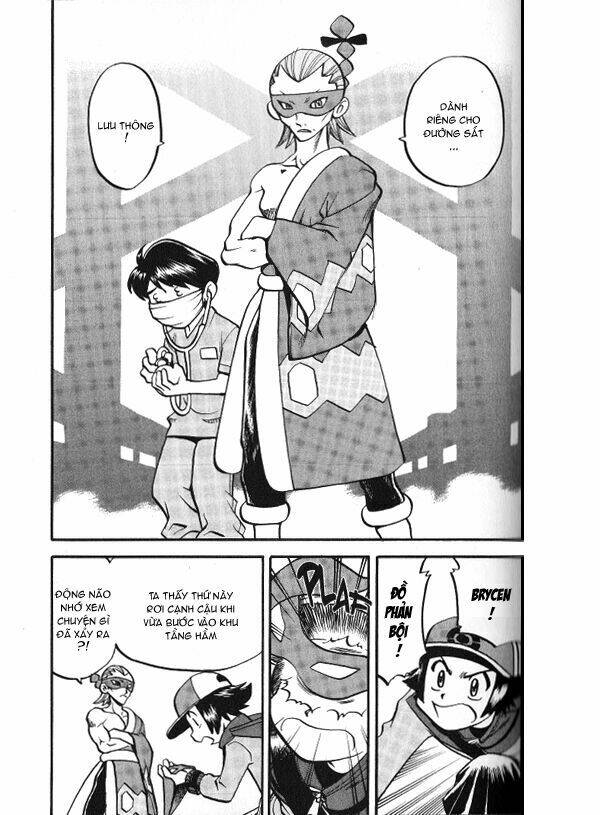 DÀNH
RIÊNG CHO
ĐƯỜNG SẮT
...
LƯU THÔNG
!
BRYCEN
!
ĐỒ
PHẢN
BỘI !
PLAF
TA THẤY THỨ NÀY
RƠI CẠNH CẬU KHI
VỪA BƯỚC VÀO KHU
TẦNG HẦM
ĐỘNG NÃO
NHỚ XEM
CHUYỆN GÌ
ĐÃ XẢY RA
?!